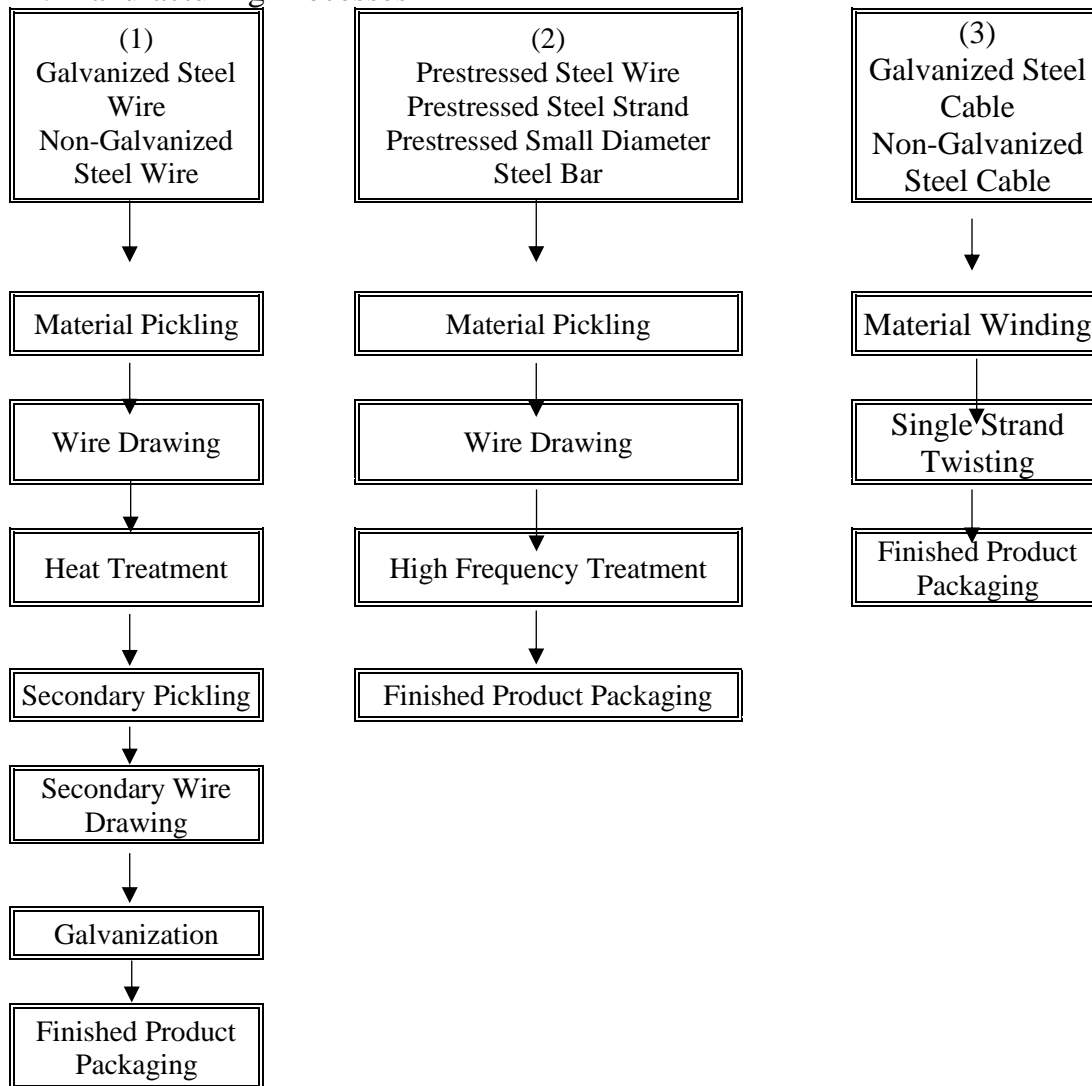 (1)
Galvanized Steel
Wire
Non-Galvanized
Steel Wire
Material Pickling
Wire Drawing
Heat Treatment
Secondary Pickling
Secondary Wire
Drawing
Galvanization
Finished Product
Packaging
(2)
Prestressed Steel Wire
Prestressed Steel Strand
Prestressed Small Diameter
Steel Bar
Material Pickling
Wire Drawing
High Frequency Treatment
Finished Product Packaging
(3)
Galvanized Steel
Cable
Non-Galvanized
Steel Cable
Material Winding
Single Strand
Twisting
Finished Product
Packaging